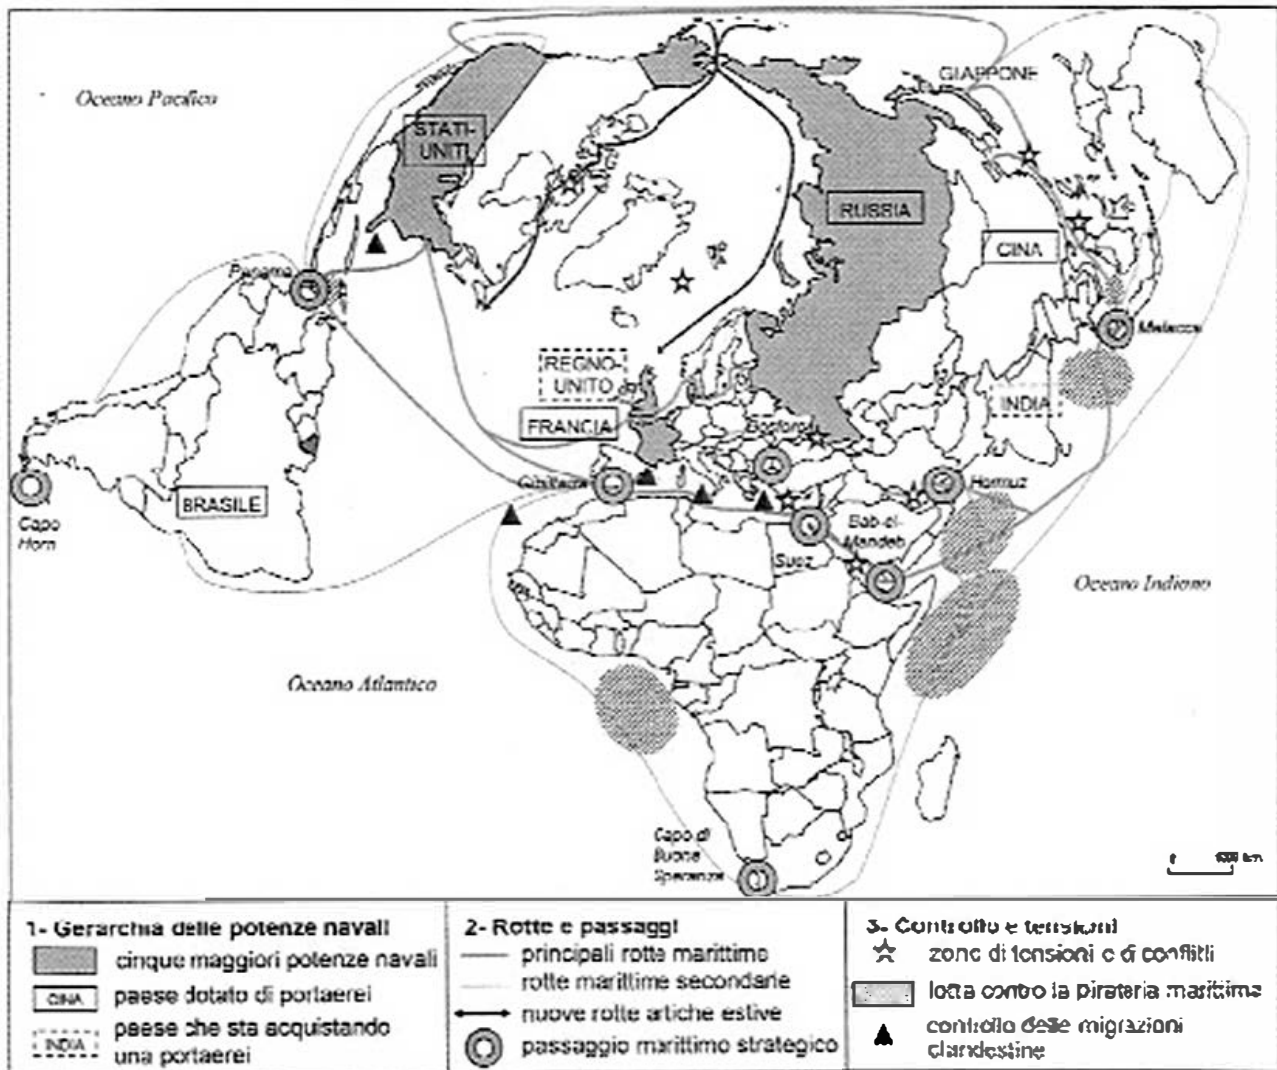 Oceano Pacifico
GIAPPONE
STATI-
UNITI
RUSSIA
CINA
Panama
Malacca
REGNO-
UNITO
INDIA
FRANCIA
Bosforo
Gibilterra
Hormuz
BRASILE
Capo
Horn
Bab-el-
Mandeb
Suez
Oceano Indiano
Oceano Atlantico
Capo di
Buona
Speranza
1- Gerarchia delle potenze navali
cinque maggiori potenze navali
CINA
paese dotato di portaerei
INDIA
paese che sta acquistando
una portaerei
2- Rotte e passaggi
principali rotte marittime
rotte marittime secondarie
nuove rotte artiche estive
passaggio marittimo strategico
3- Controllo e tensioni
zone di tensioni e di conflitti
lotta contro la pirateria marittima
controllo delle migrazioni
clandestine